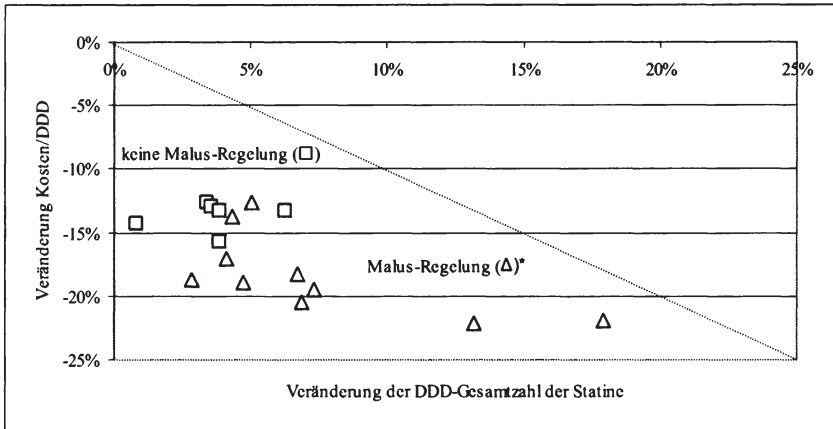 0%
0% 5% 10% 15% 20% 25%
-5%
keine Malus-Regelung (□)
-10%
-15%
Malus-Regelung (Δ)*
-20%
-25%
Veränderung Kosten/DDD
Veränderung der DDD-Gesamtzahl der Statine